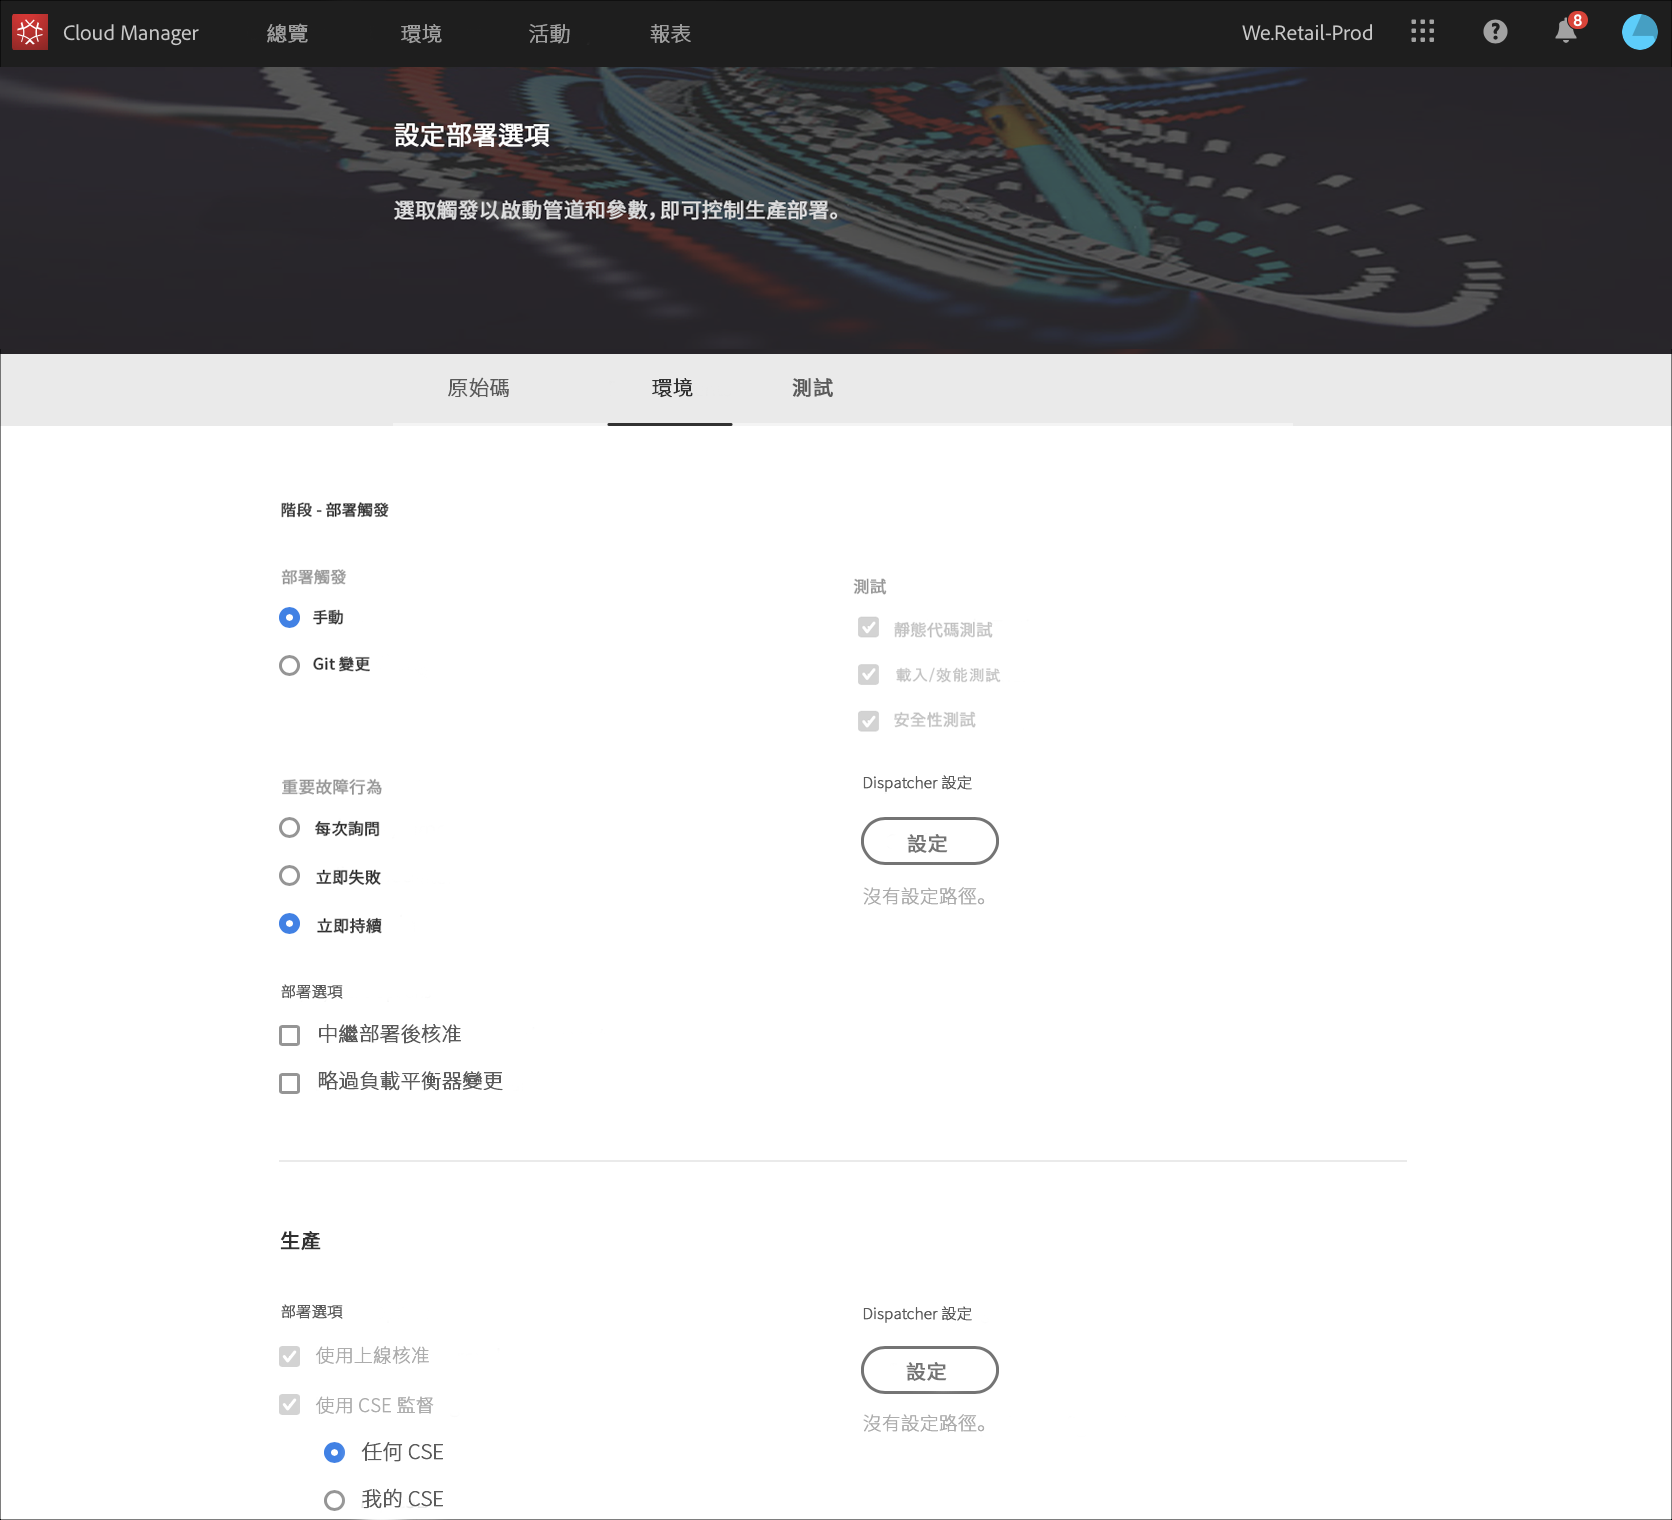 Cloud Manager 總覽 環境 活動 報表 We.Retail-Prod 8
設定部署選項
選取觸發以啟動管道和參數，即可控制生產部署。
原始碼 環境 測試
階段 - 部署觸發
部署觸發
手動
Git 變更
測試
靜態代碼測試
載入/效能測試
安全性測試
重要故障行為
每次詢問
立即失敗
立即持續
Dispatcher 設定
設定
沒有設定路徑。
部署選項
中繼部署後核准
略過負載平衡器變更
生產
部署選項
使用上線核准
使用 CSE 監督
任何 CSE
我的 CSE
Dispatcher 設定
設定
沒有設定路徑。